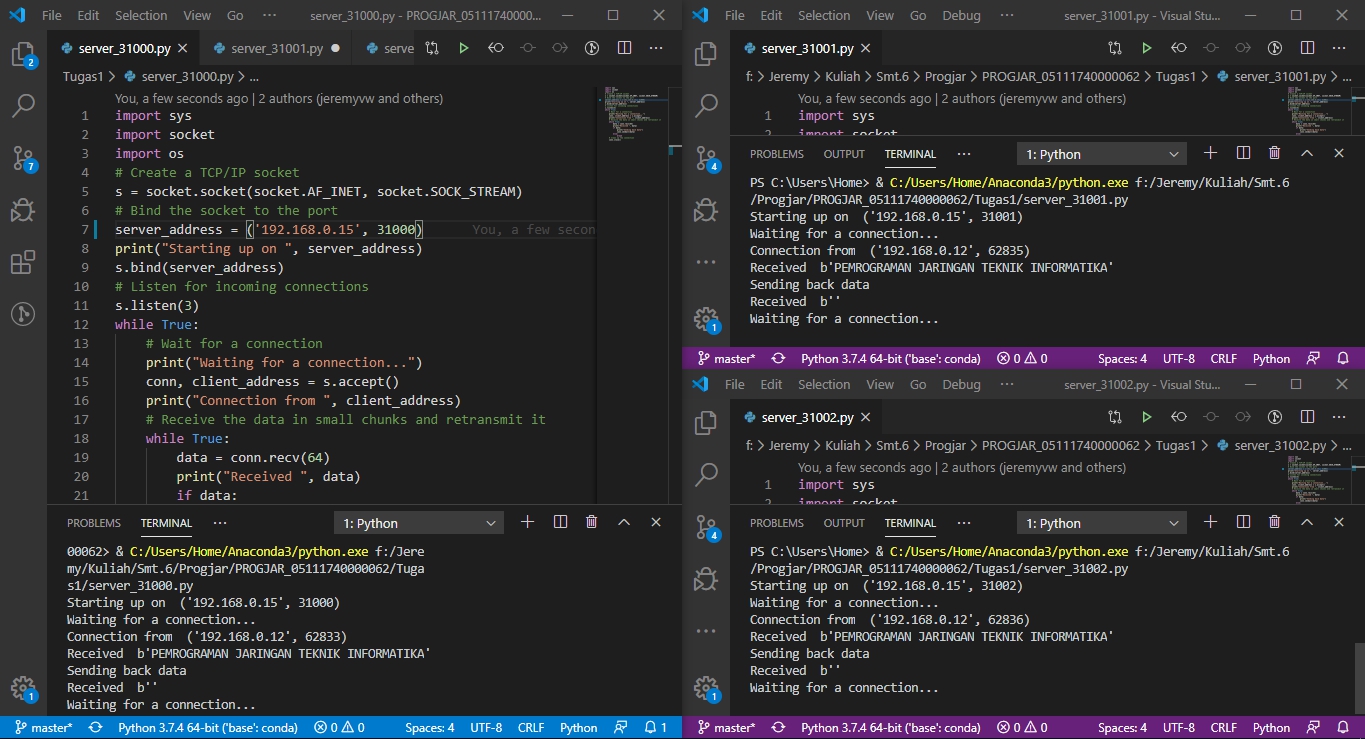 File Edit Selection View Go ··· server_31000.py - PROGJAR_05111740000...
server_31000.py server_31001.py serve
Tugas1 > server_31000.py > ...
You, a few seconds ago | 2 authors (jeremyvw and others)
1 import sys
2 import socket
3 import os
4 # Create a TCP/IP socket
5 s = socket.socket(socket.AF_INET, socket.SOCK_STREAM)
6 # Bind the socket to the port
7 server_address = ('192.168.0.15', 31000) You, a few secon
8 print("Starting up on ", server_address)
9 s.bind(server_address)
10 # Listen for incoming connections
11 s.listen(3)
12 while True:
13 # Wait for a connection
14 print("Waiting for a connection...")
15 conn, client_address = s.accept()
16 print("Connection from ", client_address)
17 # Receive the data in small chunks and retransmit it
18 while True:
19 data = conn.recv(64)
20 print("Received ", data)
21 if data:
2
7
PROBLEMS TERMINAL ··· 1: Python
00062> & C:/Users/Home/Anaconda3/python.exe f:/Jere
my/Kuliah/Smt.6/Progjar/PROGJAR_05111740000062/Tuga
s1/server_31000.py
Starting up on ('192.168.0.15', 31000)
Waiting for a connection...
Connection from ('192.168.0.12', 62833)
Received b'PEMROGRAMAN JARINGAN TEKNIK INFORMATIKA'
Sending back data
Received b''
Waiting for a connection...
1
master* Python 3.7.4 64-bit ('base': conda) 0 0 Spaces: 4 UTF-8 CRLF Python 1
File Edit Selection View Go Debug ··· server_31001.py - Visual Stu...
server_31001.py
f: > Jeremy > Kuliah > Smt.6 > Progjar > PROGJAR_05111740000062 > Tugas1 > server_31001.py > ...
You, a few seconds ago | 2 authors (jeremyvw and others)
1 import sys
2 import socket
4
PROBLEMS OUTPUT TERMINAL ··· 1: Python
PS C:\Users\Home> & C:/Users/Home/Anaconda3/python.exe f:/Jeremy/Kuliah/Smt.6
/Progjar/PROGJAR_05111740000062/Tugas1/server_31001.py
Starting up on ('192.168.0.15', 31001)
Waiting for a connection...
Connection from ('192.168.0.12', 62835)
Received b'PEMROGRAMAN JARINGAN TEKNIK INFORMATIKA'
Sending back data
Received b''
Waiting for a connection...
1
master* Python 3.7.4 64-bit ('base': conda) 0 0 Spaces: 4 UTF-8 CRLF Python
File Edit Selection View Go Debug ··· server_31002.py - Visual Stu...
server_31002.py
f: > Jeremy > Kuliah > Smt.6 > Progjar > PROGJAR_05111740000062 > Tugas1 > server_31002.py > ...
You, a few seconds ago | 2 authors (jeremyvw and others)
1 import sys
2 import socket
4
PROBLEMS OUTPUT TERMINAL ··· 1: Python
PS C:\Users\Home> & C:/Users/Home/Anaconda3/python.exe f:/Jeremy/Kuliah/Smt.6
/Progjar/PROGJAR_05111740000062/Tugas1/server_31002.py
Starting up on ('192.168.0.15', 31002)
Waiting for a connection...
Connection from ('192.168.0.12', 62836)
Received b'PEMROGRAMAN JARINGAN TEKNIK INFORMATIKA'
Sending back data
Received b''
Waiting for a connection...
1
master* Python 3.7.4 64-bit ('base': conda) 0 0 Spaces: 4 UTF-8 CRLF Python